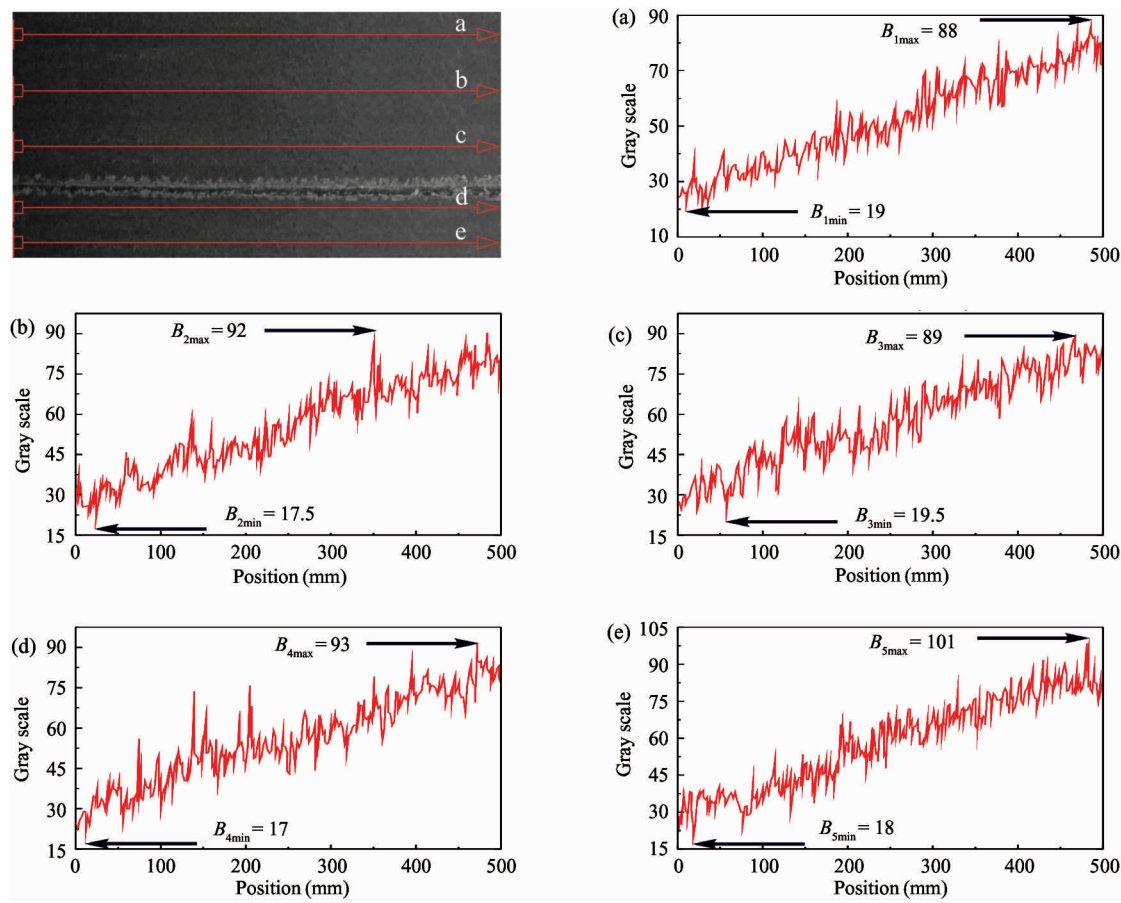 a
b
c
d
e
(a)
90
70
50
30
10
Gray scale
B1max = 88
B1min = 19
0 100 200 300 400 500
Position (mm)
(b)
90
75
60
45
30
15
Gray scale
B2max = 92
B2min = 17.5
0 100 200 300 400 500
Position (mm)
(c)
90
75
60
45
30
15
Gray scale
B3max = 89
B3min = 19.5
0 100 200 300 400 500
Position (mm)
(d)
90
75
60
45
30
15
Gray scale
B4max = 93
B4min = 17
0 100 200 300 400 500
Position (mm)
(e)
105
90
75
60
45
30
15
Gray scale
B5max = 101
B5min = 18
0 100 200 300 400 500
Position (mm)